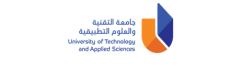 جامعة التقنية
والعلوم التطبيقية
University of Technology
and Applied Sciences